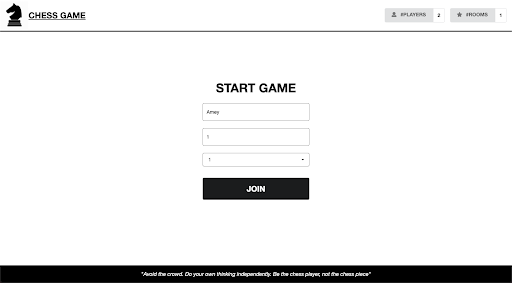 CHESS GAME
#PLAYERS 2
#ROOMS 1
START GAME
Amey
1
1
JOIN
"Avoid the crowd. Do your own thinking independently. Be the chess player, not the chess piece"